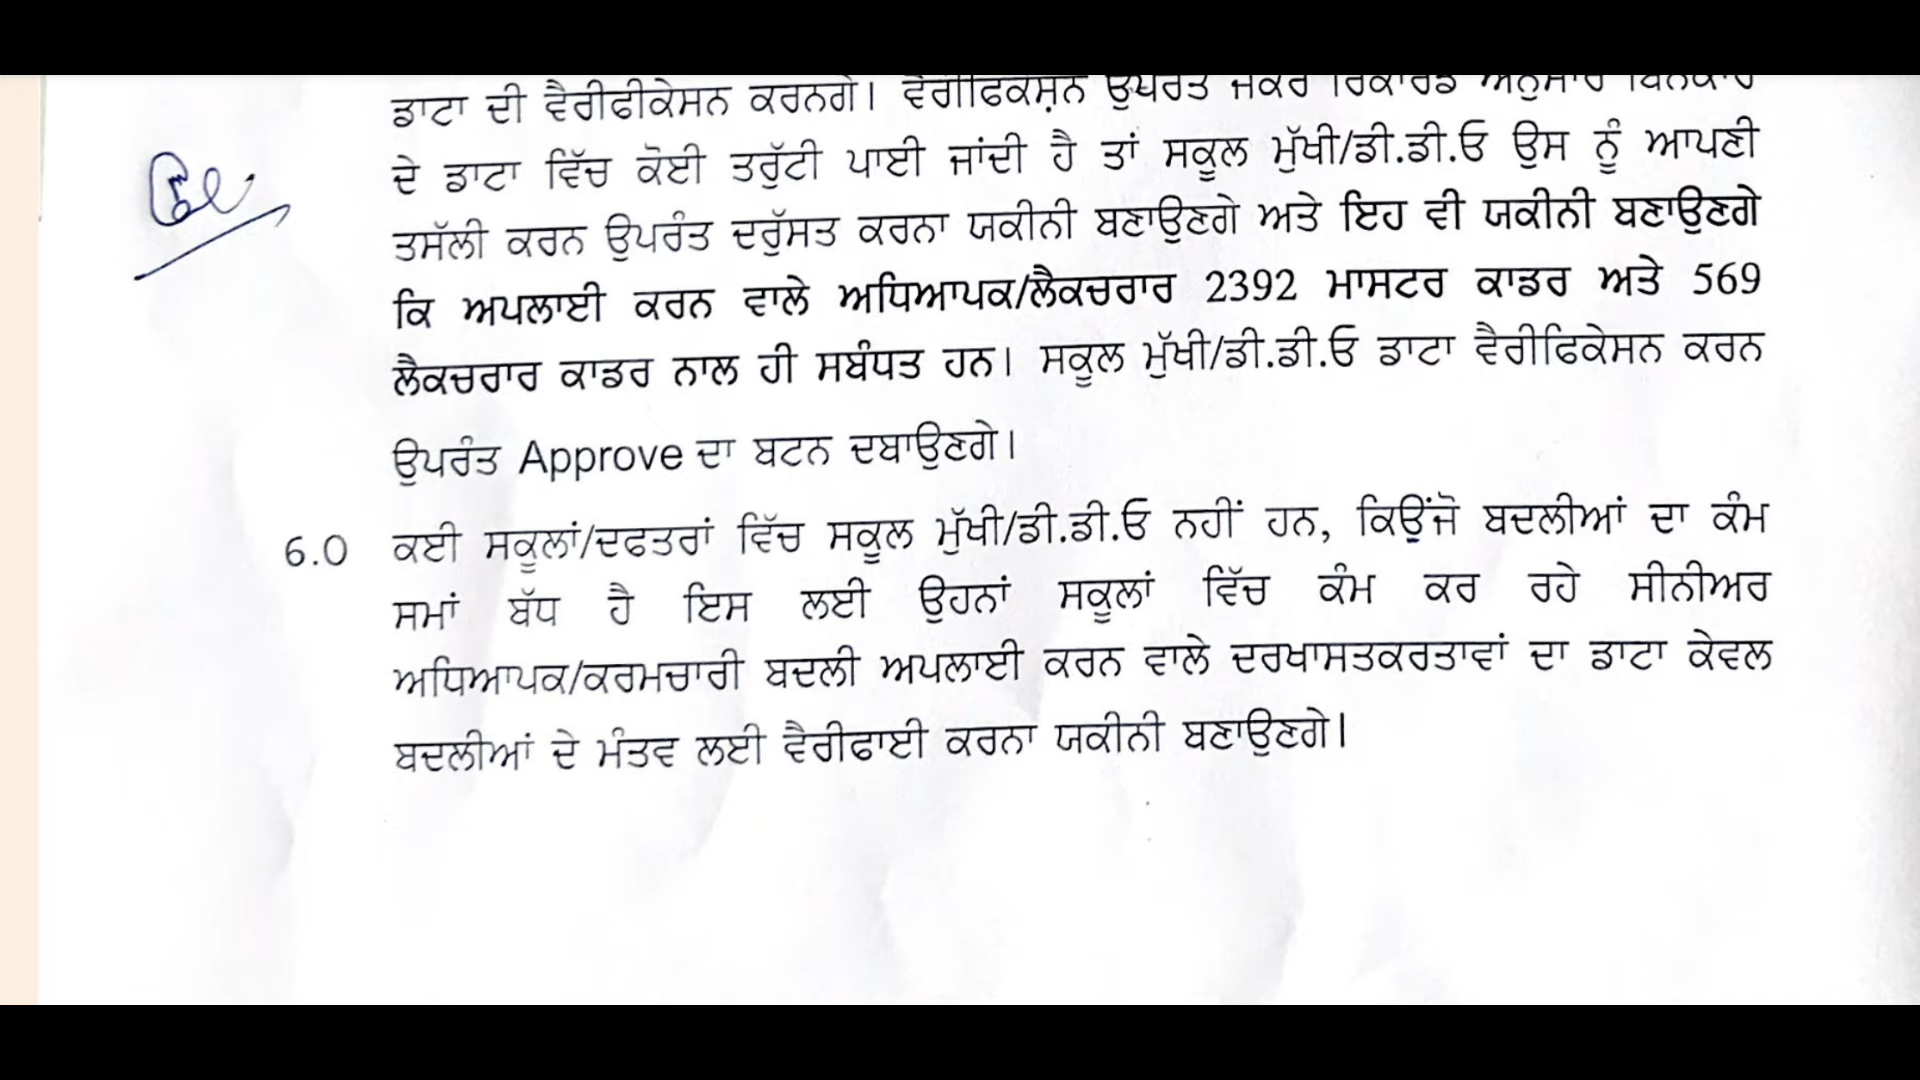 ਡਾਟਾ ਦੀ ਵੈਰੀਫੀਕੇਸਨ ਕਰਨਗੇ। ਵੈਰੀਫਿਕੇਸ਼ਨ ਉਪਰੰਤ ਜੇਕਰ ਰਿਕਾਰਡ ਅਨੁਸਾਰ ਬਿਨੈਕਾਰ
ਦੇ ਡਾਟਾ ਵਿੱਚ ਕੋਈ ਤਰੁੱਟੀ ਪਾਈ ਜਾਂਦੀ ਹੈ ਤਾਂ ਸਕੂਲ ਮੁੱਖੀ/ਡੀ.ਡੀ.ਓ ਉਸ ਨੂੰ ਆਪਣੀ
ਤਸੱਲੀ ਕਰਨ ਉਪਰੰਤ ਦਰੁੱਸਤ ਕਰਨਾ ਯਕੀਨੀ ਬਣਾਉਣਗੇ ਅਤੇ ਇਹ ਵੀ ਯਕੀਨੀ ਬਣਾਉਣਗੇ
ਕਿ ਅਪਲਾਈ ਕਰਨ ਵਾਲੇ ਅਧਿਆਪਕ/ਲੈਕਚਰਾਰ 2392 ਮਾਸਟਰ ਕਾਡਰ ਅਤੇ 569
ਲੈਕਚਰਾਰ ਕਾਡਰ ਨਾਲ ਹੀ ਸਬੰਧਤ ਹਨ। ਸਕੂਲ ਮੁੱਖੀ/ਡੀ.ਡੀ.ਓ ਡਾਟਾ ਵੈਰੀਫਿਕੇਸਨ ਕਰਨ
ਉਪਰੰਤ Approve ਦਾ ਬਟਨ ਦਬਾਉਣਗੇ।
6.0 ਕਈ ਸਕੂਲਾਂ/ਦਫਤਰਾਂ ਵਿੱਚ ਸਕੂਲ ਮੁੱਖੀ/ਡੀ.ਡੀ.ਓ ਨਹੀਂ ਹਨ, ਕਿਉਂਜੋ ਬਦਲੀਆਂ ਦਾ ਕੰਮ
ਸਮਾਂ ਬੱਧ ਹੈ ਇਸ ਲਈ ਉਹਨਾਂ ਸਕੂਲਾਂ ਵਿੱਚ ਕੰਮ ਕਰ ਰਹੇ ਸੀਨੀਅਰ
ਅਧਿਆਪਕ/ਕਰਮਚਾਰੀ ਬਦਲੀ ਅਪਲਾਈ ਕਰਨ ਵਾਲੇ ਦਰਖਾਸਤਕਰਤਾਵਾਂ ਦਾ ਡਾਟਾ ਕੇਵਲ
ਬਦਲੀਆਂ ਦੇ ਮੰਤਵ ਲਈ ਵੈਰੀਫਾਈ ਕਰਨਾ ਯਕੀਨੀ ਬਣਾਉਣਗੇ।